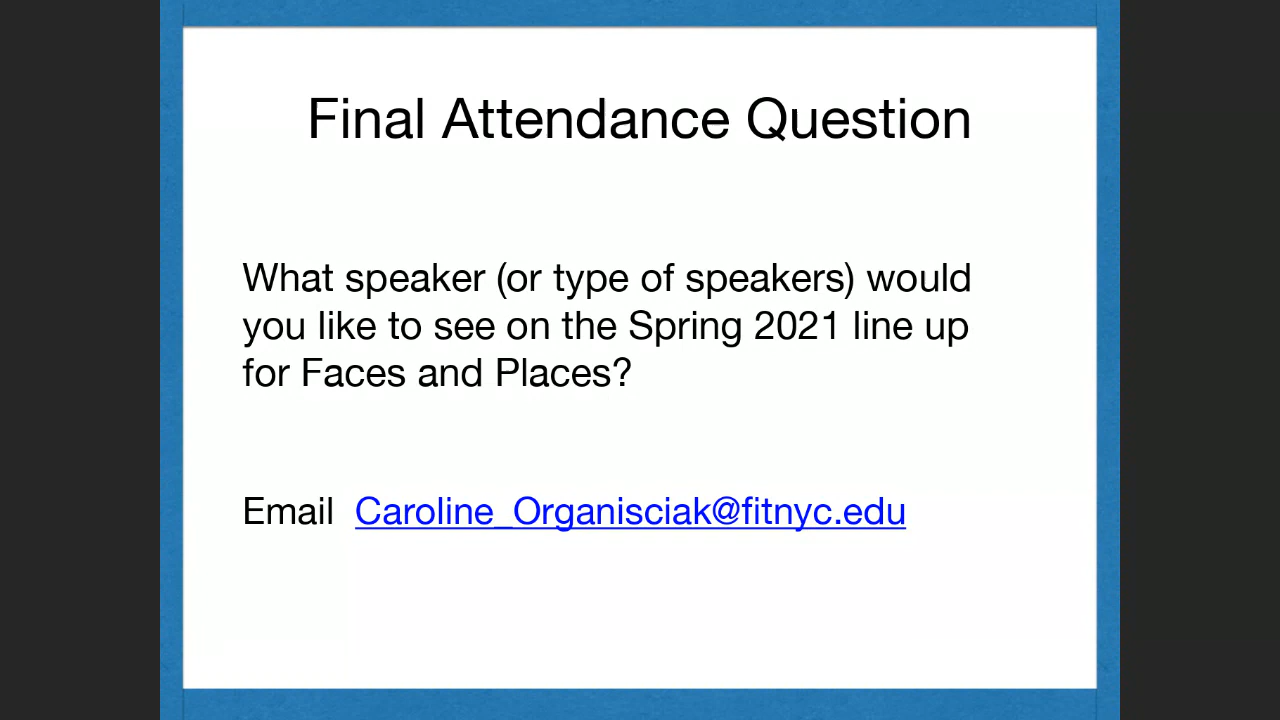 Final Attendance Question
What speaker (or type of speakers) would
you like to see on the Spring 2021 line up
for Faces and Places?
Email Caroline_Organisciak@fitnyc.edu